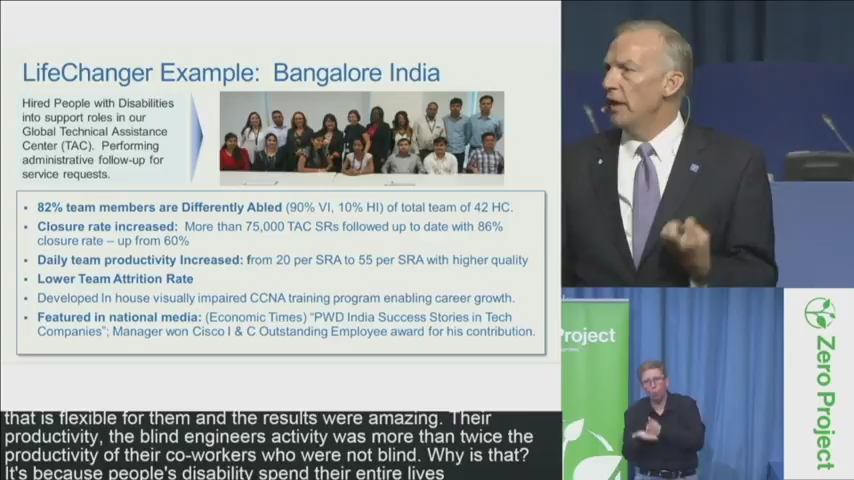 LifeChanger Example: Bangalore India
Hired People with Disabilities
into support roles in our
Global Technical Assistance
Center (TAC). Performing
administrative follow-up for
service requests.
▪ 82% team members are Differently Abled (90% VI, 10% HI) of total team of 42 HC.
▪ Closure rate increased: More than 75,000 TAC SRs followed up to date with 86%
closure rate – up from 60%
▪ Daily team productivity Increased: from 20 per SRA to 55 per SRA with higher quality
▪ Lower Team Attrition Rate
▪ Developed In house visually impaired CCNA training program enabling career growth.
▪ Featured in national media: (Economic Times) “PWD India Success Stories in Tech
Companies”; Manager won Cisco I & C Outstanding Employee award for his contribution.
that is flexible for them and the results were amazing. Their
productivity, the blind engineers activity was more than twice the
productivity of their co-workers who were not blind. Why is that?
It's because people's disability spend their entire lives
Project
Zero Project